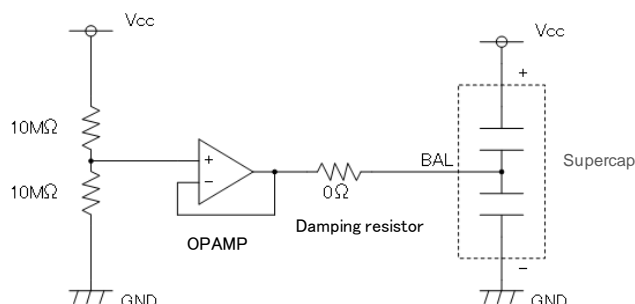 Vcc
Vcc
+
10MΩ
+
BAL
Supercap
10MΩ
−
0Ω
Damping resistor
OPAMP
−
GND
GND